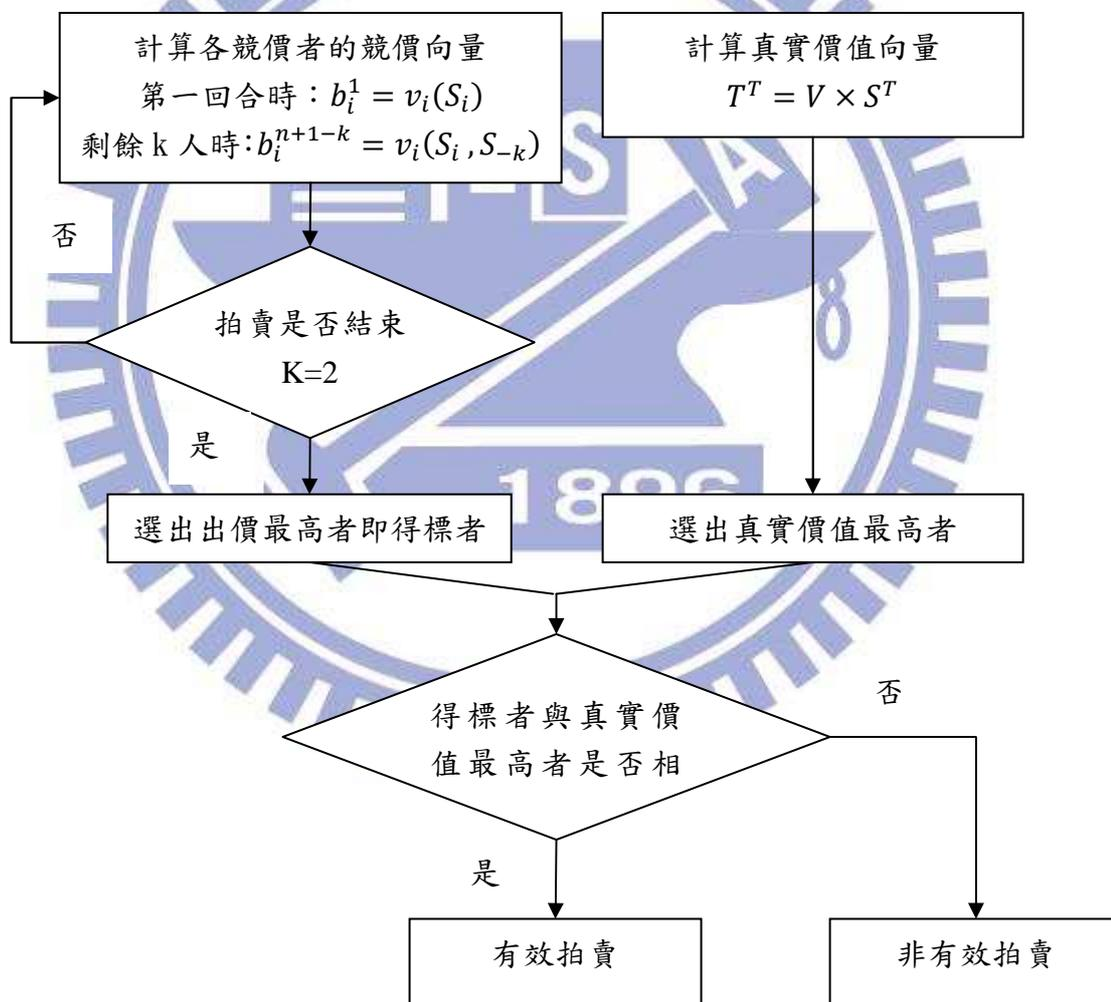 計算各競價者的競價向量
第一回合時：$b_i^1 = v_i(S_i)$
剩餘 k 人時:$b_i^{n+1-k} = v_i(S_i, S_{-k})$
計算真實價值向量
$T^T = V \times S^T$
否
拍賣是否結束
K=2
是
選出出價最高者即得標者
選出真實價值最高者
得標者與真實價
值最高者是否相
否
是
有效拍賣
非有效拍賣
S
A
8
1896